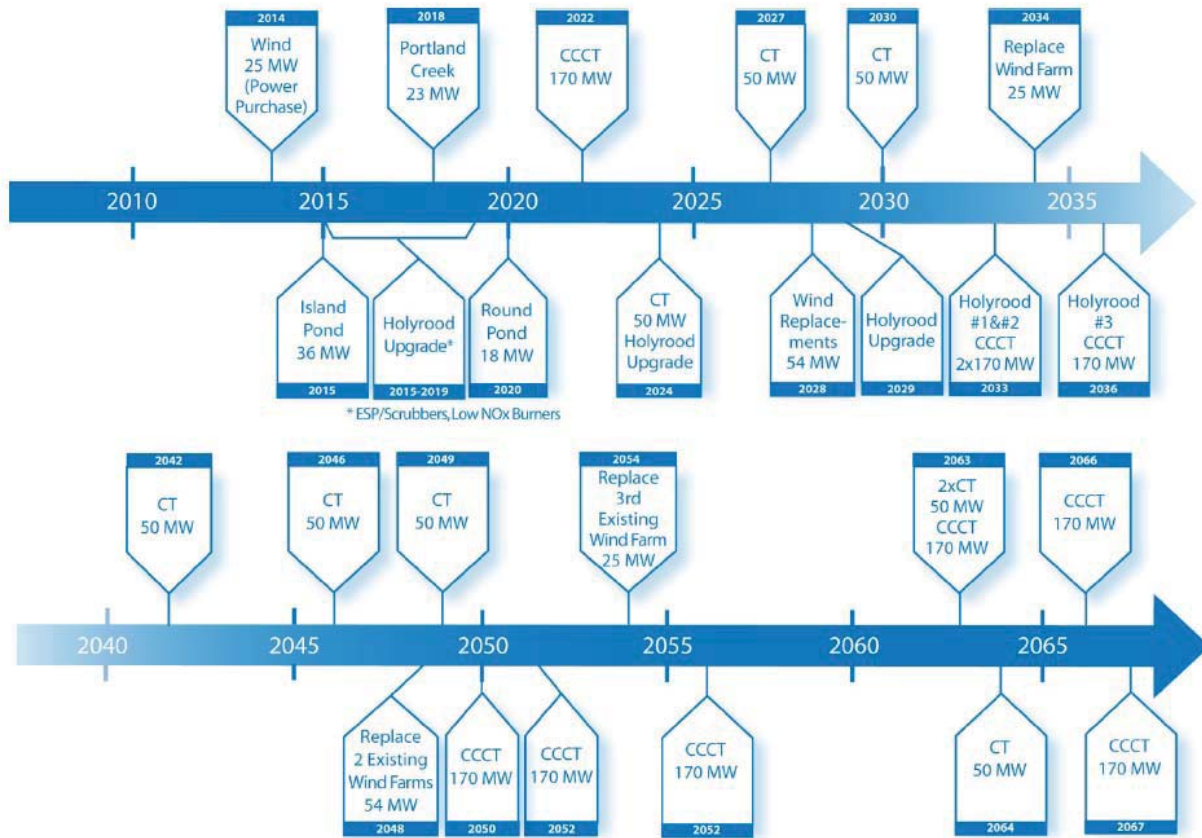 2014
Wind
25 MW
(Power
Purchase)
2018
Portland
Creek
23 MW
2022
CCCT
170 MW
2027
CT
50 MW
2030
CT
50 MW
2034
Replace
Wind Farm
25 MW
2010
2015
2020
2025
2030
2035
Island
Pond
36 MW
2015
Holyrood
Upgrade*
2015-2019
Round
Pond
18 MW
2020
CT
50 MW
Holyrood
Upgrade
2024
Wind
Replace-
ments
54 MW
2028
Holyrood
Upgrade
2029
Holyrood
#1&#2
CCCT
2x170 MW
2033
Holyrood
#3
CCCT
170 MW
2036
* ESP/Scrubbers, Low NOx Burners
2042
CT
50 MW
2046
CT
50 MW
2049
CT
50 MW
2054
Replace
3rd
Existing
Wind Farm
25 MW
2063
2xCT
50 MW
CCCT
170 MW
2066
CCCT
170 MW
2040
2045
2050
2055
2060
2065
Replace
2 Existing
Wind Farms
54 MW
2048
CCCT
170 MW
2050
CCCT
170 MW
2052
CCCT
170 MW
2052
CT
50 MW
2064
CCCT
170 MW
2067